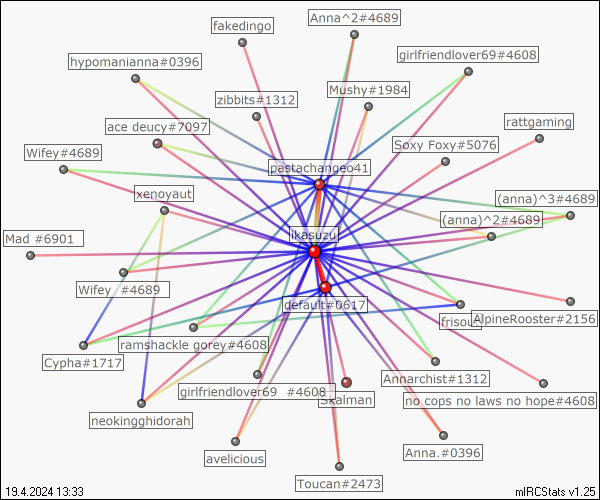 Anna^2#4689
fakedingo
girlfriendlover69#4608
hypomanianna#0396
Mushy#1984
zibbits#1312
rattgaming
ace deucy#7097
Soxy Foxy#5076
Wifey#4689
pastachangeo41
xenoyaut
(anna)^3#4689
(anna)^2#4689
ikasuzu
Mad #6901
Wifey #4689
default#0617
AlpineRooster#2156
ramshackle gorey#4608
Cypha#1717
Annarchist#1312
girlfriendlover69 #4608
Skalman
no cops no laws no hope#4608
neokingghidorah
Anna.#0396
avelicious
Toucan#2473
19.4.2024 13:33
mIRCStats v1.25